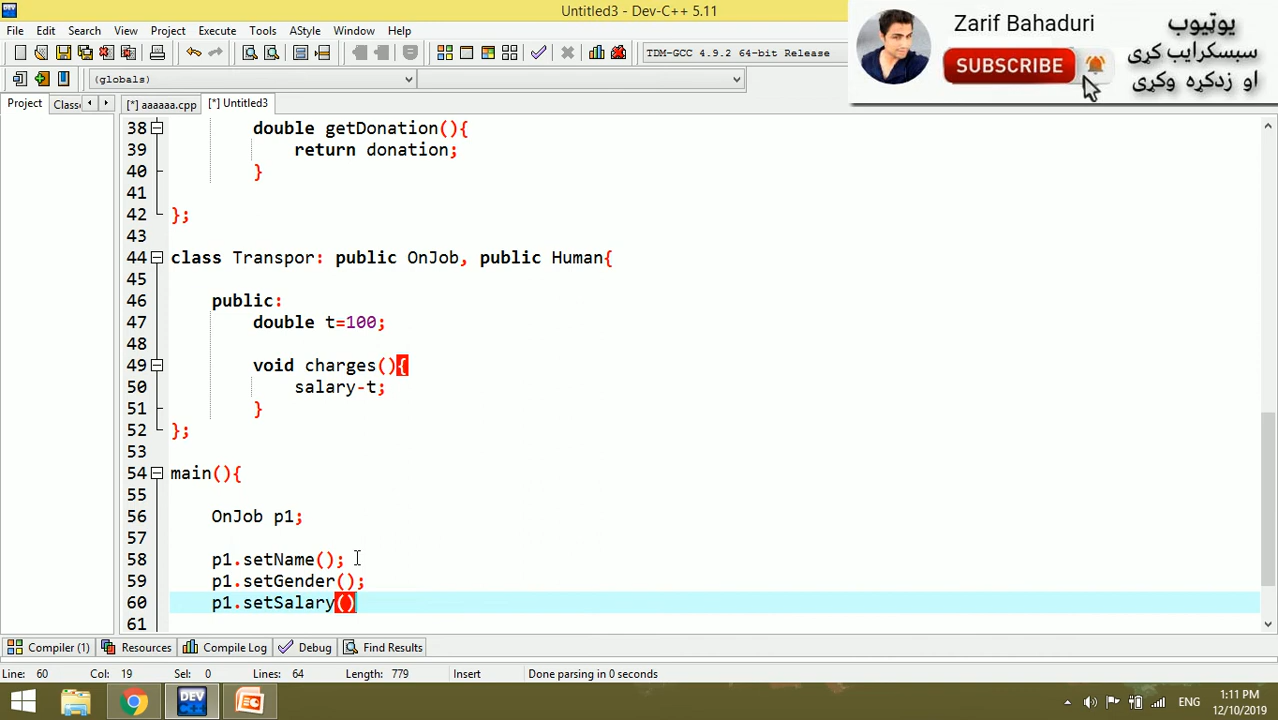 Untitled3 - Dev-C++ 5.11
File Edit Search View Project Execute Tools AStyle Window Help
TDM-GCC 4.9.2 64-bit Release
(globals)
Zarif Bahaduri
SUBSCRIBE
یوټیوب
سبسکرایب کړی
او زدکړه وکړی
Project Classe [*] aaaaaa.cpp [*] Untitled3
38 double getDonation(){
39 return donation;
40 }
41
42 };
43
44 class Transpor: public OnJob, public Human{
45
46 public:
47 double t=100;
48
49 void charges(){
50 salary-t;
51 }
52 };
53
54 main(){
55
56 OnJob p1;
57
58 p1.setName();
59 p1.setGender();
60 p1.setSalary()
61
Compiler (1) Resources Compile Log Debug Find Results
Line: 60 Col: 19 Sel: 0 Lines: 64 Length: 779 Insert Done parsing in 0 seconds
DEV
ENG
1:11 PM
12/10/2019